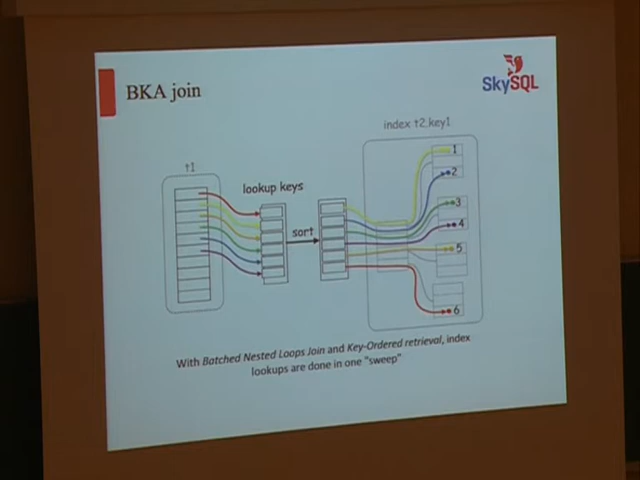 BKA join
SkySQL
index t2.key1
t1
lookup keys
sort
1
2
3
4
5
6
With Batched Nested Loops Join and Key-Ordered retrieval, index
lookups are done in one "sweep"